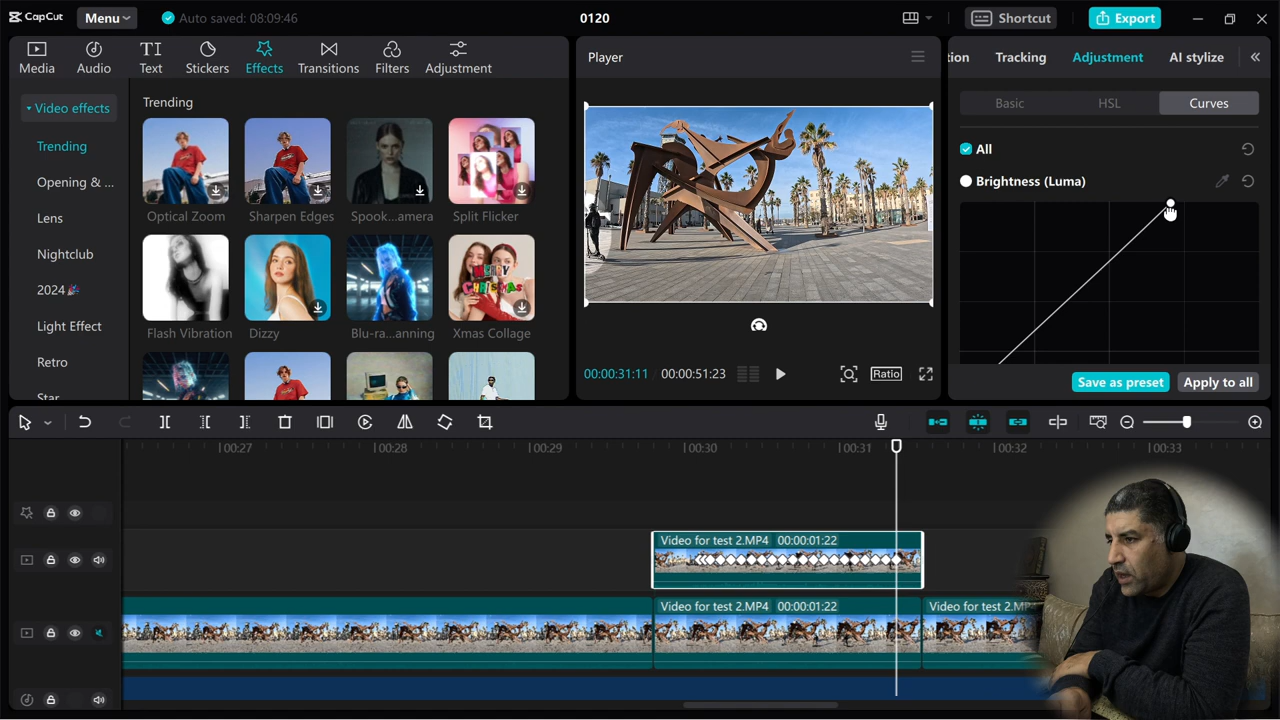 CapCut
Menu
Auto saved: 08:09:46
0120
Shortcut
Export
Media
Audio
TI
Text
Stickers
Effects
Transitions
Filters
Adjustment
Video effects
Trending
Opening & ...
Lens
Nightclub
2024🎉
Light Effect
Retro
Star
Trending
Optical Zoom
Sharpen Edges
Spook...amera
Split Flicker
Flash Vibration
Dizzy
Blu-ra...anning
MERRY
CHRISTMAS
Xmas Collage
Player
00:00:31:11
00:00:51:23
Ratio
tion
Tracking
Adjustment
AI stylize
Basic
HSL
Curves
All
Brightness (Luma)
Save as preset
Apply to all
00:27
00:28
00:29
00:30
00:31
00:32
00:33
Video for test 2.MP4 00:00:01:22
Video for test 2.MP4 00:00:01:22
Video for test 2.MP